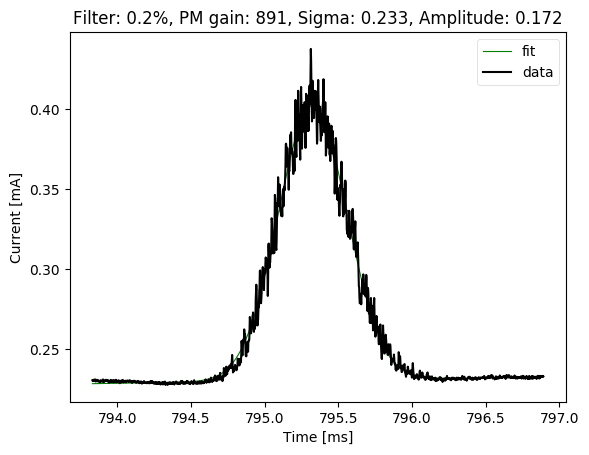 Filter: 0.2%, PM gain: 891, Sigma: 0.233, Amplitude: 0.172
fit
data
0.40
0.35
0.30
0.25
Current [mA]
794.0 794.5 795.0 795.5 796.0 796.5 797.0
Time [ms]